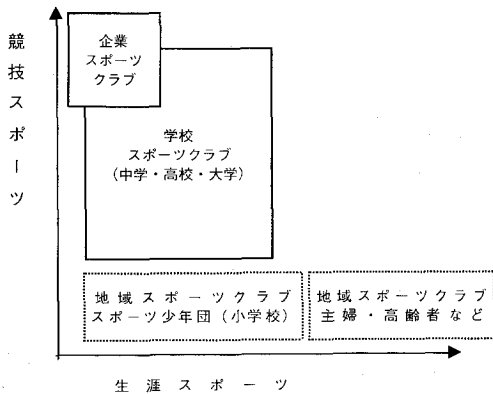 競技スポーツ
企業
スポーツ
クラブ
学校
スポーツクラブ
(中学・高校・大学)
地域スポーツクラブ
スポーツ少年団(小学校)
地域スポーツクラブ
主婦・高齢者など
生涯スポーツ